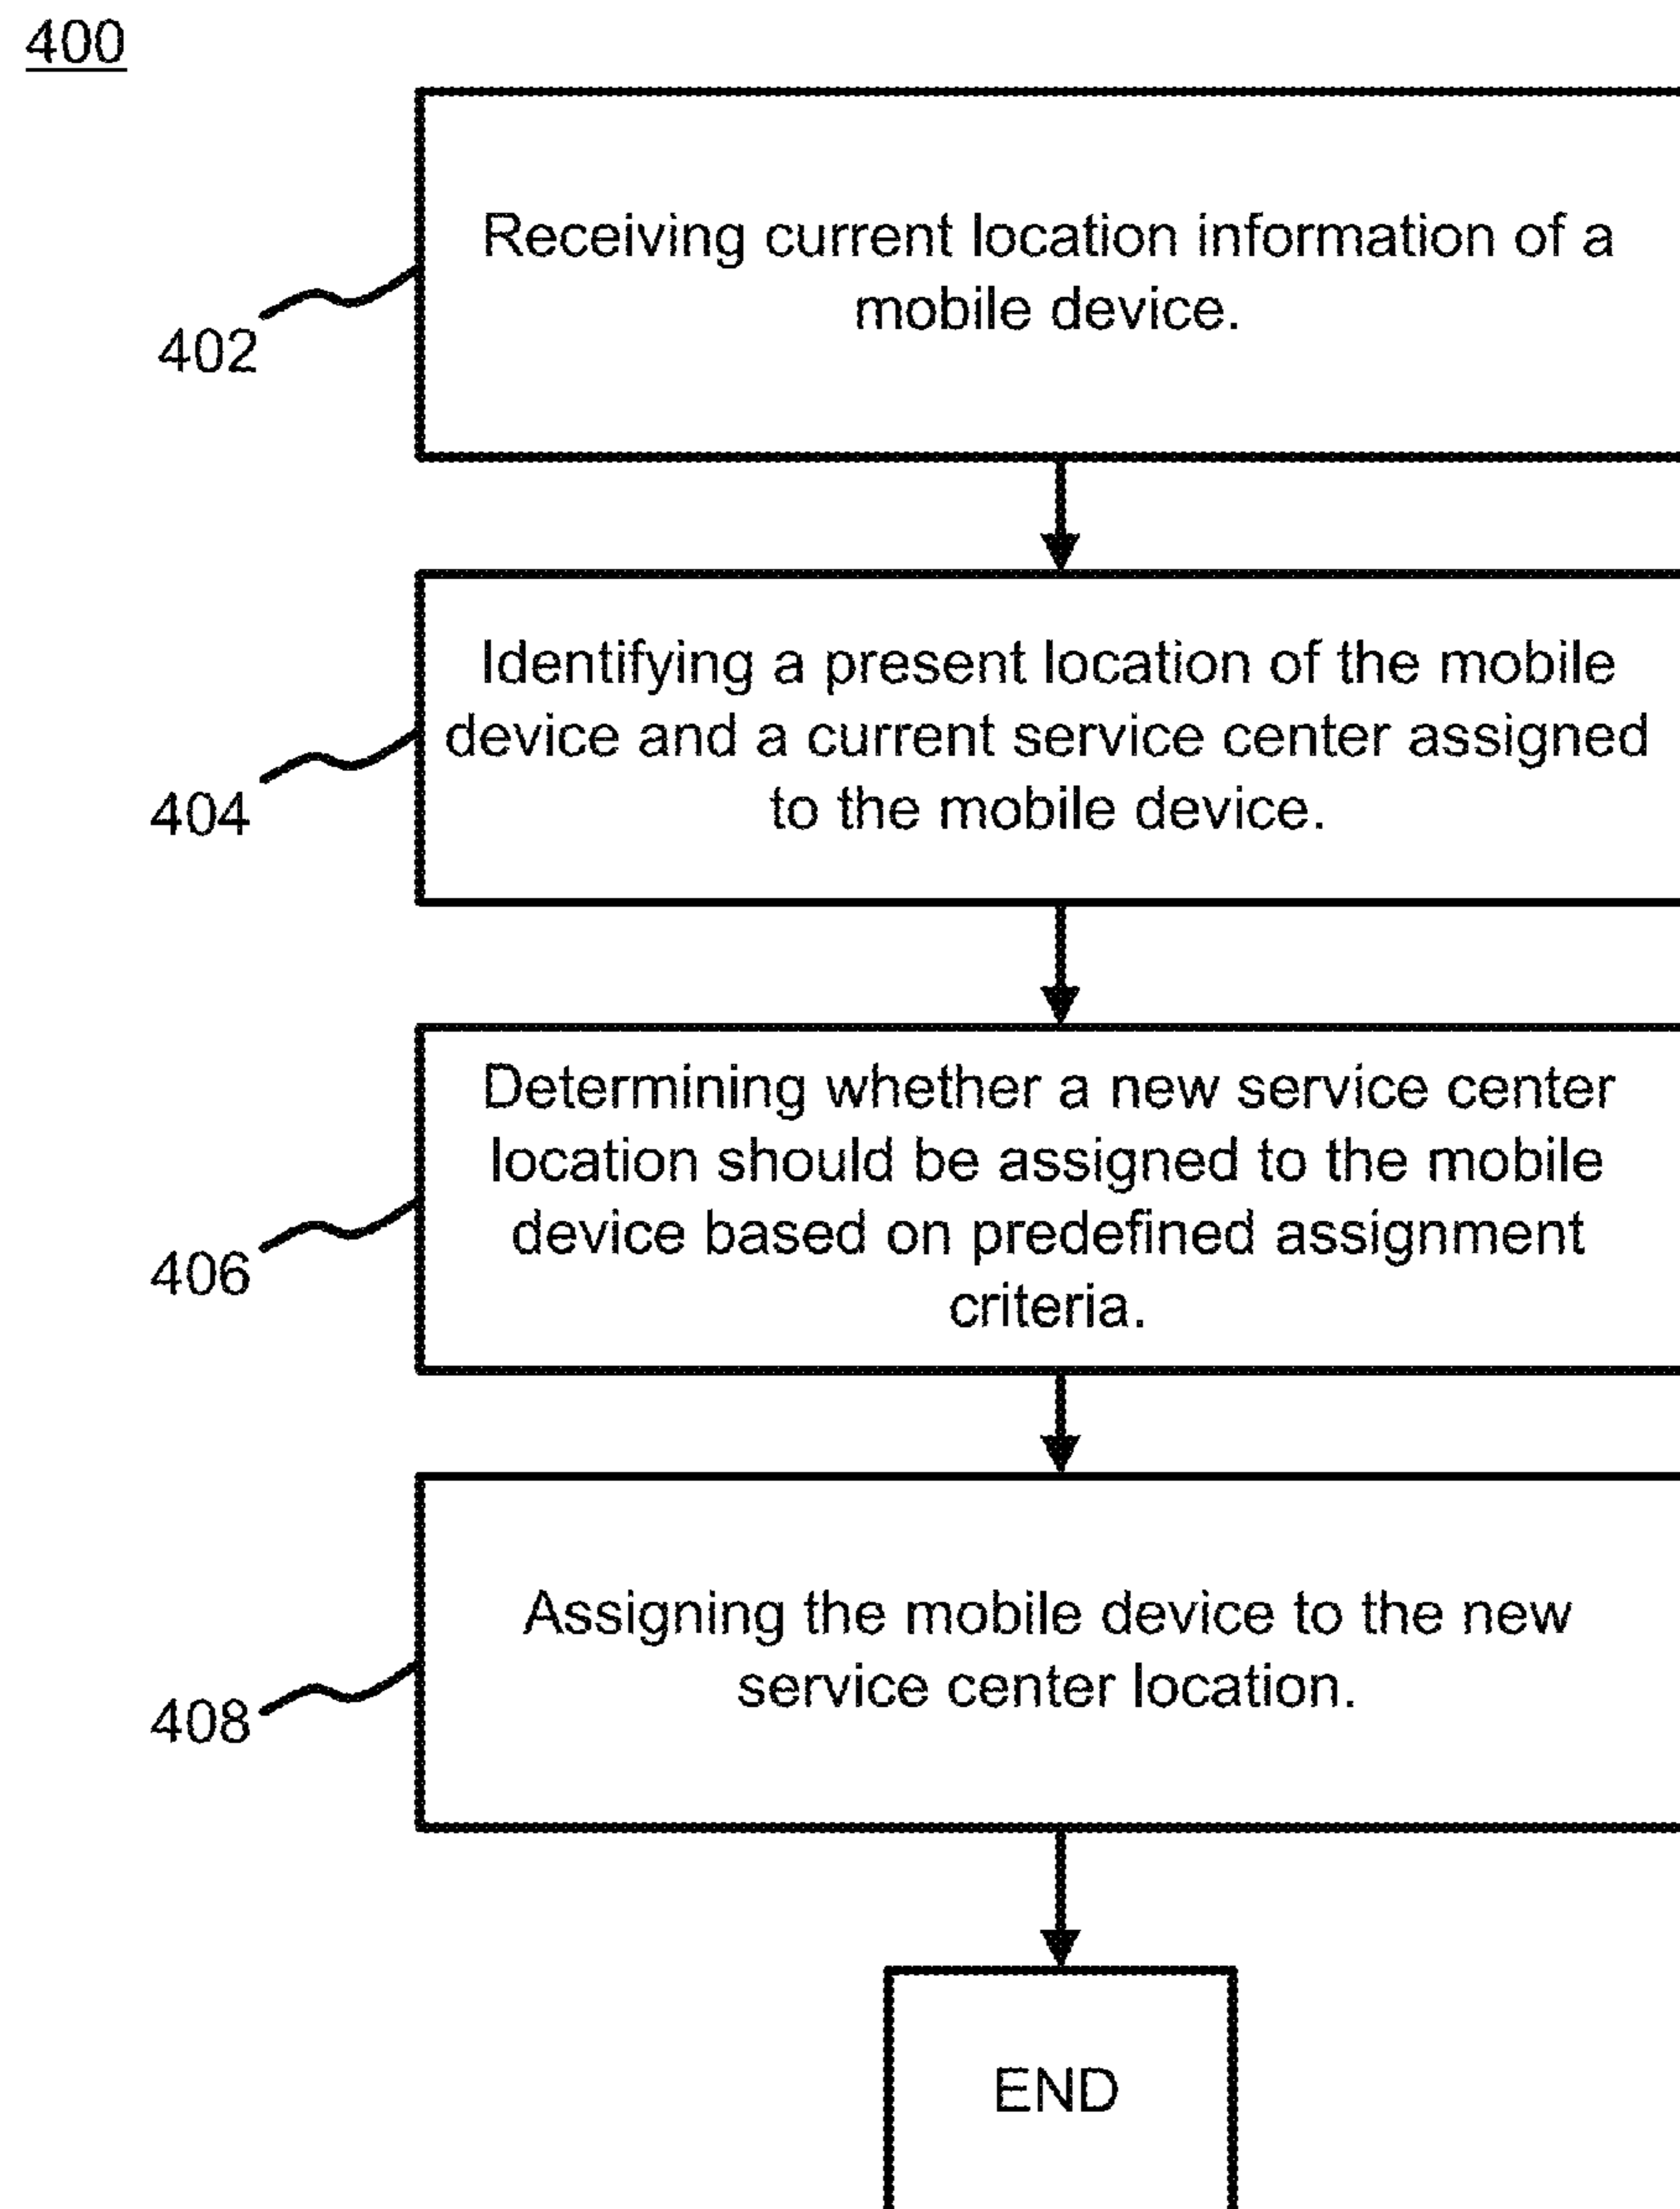 400
Receiving current location information of a
mobile device.
402
Identifying a present location of the mobile
device and a current service center assigned
to the mobile device.
404
Determining whether a new service center
location should be assigned to the mobile
device based on predefined assignment
criteria.
406
Assigning the mobile device to the new
service center location.
408
END